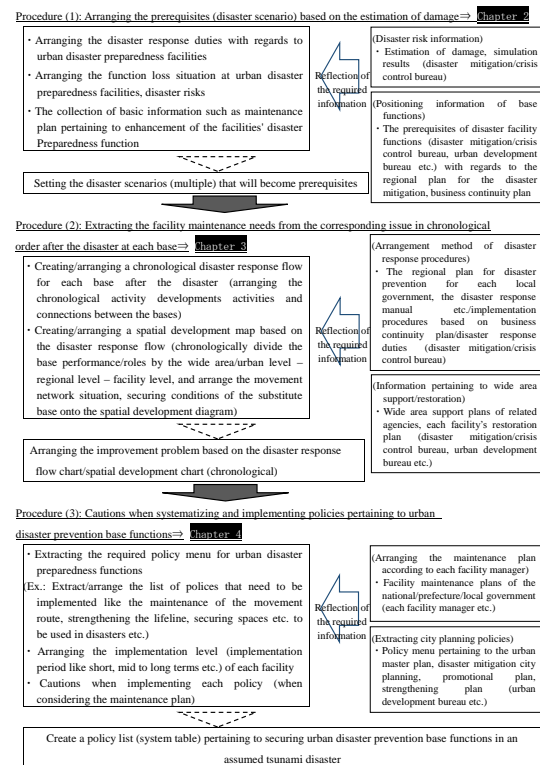 Procedure (1): Arranging the prerequisites (disaster scenario) based on the estimation of damage⇒ Chapter 2
・Arranging the disaster response duties with regards to
urban disaster preparedness facilities
・Arranging the function loss situation at urban disaster
preparedness facilities, disaster risks
・The collection of basic information such as maintenance
plan pertaining to enhancement of the facilities' disaster
Preparedness function
Reflection of
the required
information
(Disaster risk information)
・Estimation of damage, simulation
results (disaster mitigation/crisis
control bureau)
(Positioning information of base
functions)
・The prerequisites of disaster facility
functions (disaster mitigation/crisis
control bureau, urban development
bureau etc.) with regards to the
regional plan for the disaster
mitigation, business continuity plan
Setting the disaster scenarios (multiple) that will become prerequisites
Procedure (2): Extracting the facility maintenance needs from the corresponding issue in chronological
order after the disaster at each base⇒ Chapter 3
・Creating/arranging a chronological disaster response flow
for each base after the disaster (arranging the
chronological activity developments activities and
connections between the bases)
・Creating/arranging a spatial development map based on
the disaster response flow (chronologically divide the
base performance/roles by the wide area/urban level –
regional level – facility level, and arrange the movement
network situation, securing conditions of the substitute
base onto the spatial development diagram)
Reflection of
the required
information
(Arrangement method of disaster
response procedures)
・The regional plan for disaster
prevention for each local
government, the disaster response
manual etc./implementation
procedures based on business
continuity plan/disaster response
duties (disaster mitigation/crisis
control bureau)
(Information pertaining to wide area
support/restoration)
・Wide area support plans of related
agencies, each facility's restoration
plan (disaster mitigation/crisis
control bureau, urban development
bureau etc.)
Arranging the improvement problem based on the disaster response
flow chart/spatial development chart (chronological)
Procedure (3): Cautions when systematizing and implementing policies pertaining to urban
disaster prevention base functions⇒ Chapter 4
・Extracting the required policy menu for urban disaster
preparedness functions
(Ex.: Extract/arrange the list of polices that need to be
implemented like the maintenance of the movement
route, strengthening the lifeline, securing spaces etc. to
be used in disasters etc.)
・Arranging the implementation level (implementation
period like short, mid to long terms etc.) of each facility
・Cautions when implementing each policy (when
considering the maintenance plan)
Reflection of
the required
information
(Arranging the maintenance plan
according to each facility manager)
・Facility maintenance plans of the
national/prefecture/local government
(each facility manager etc.)
(Extracting city planning policies)
・Policy menu pertaining to the urban
master plan, disaster mitigation city
planning, promotional plan,
strengthening plan (urban
development bureau etc.)
Create a policy list (system table) pertaining to securing urban disaster prevention base functions in an
assumed tsunami disaster